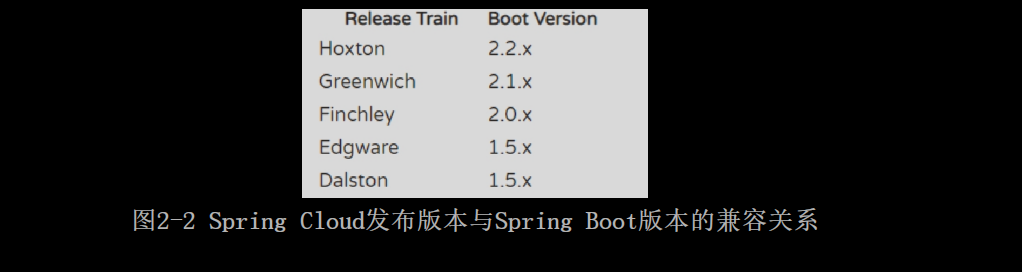 Release Train Boot Version
Hoxton 2.2.x
Greenwich 2.1.x
Finchley 2.0.x
Edgware 1.5.x
Dalston 1.5.x
图2-2 Spring Cloud发布版本与Spring Boot版本的兼容关系